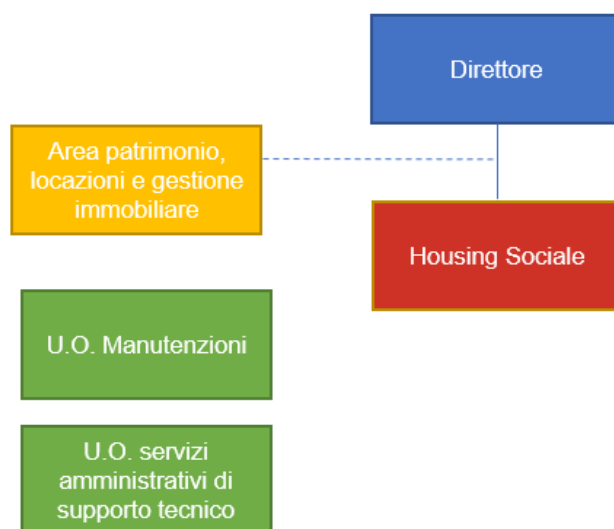 Direttore
Area patrimonio,
locazioni e gestione
immobiliare
Housing Sociale
U.O. Manutenzioni
U.O. servizi
amministrativi di
supporto tecnico